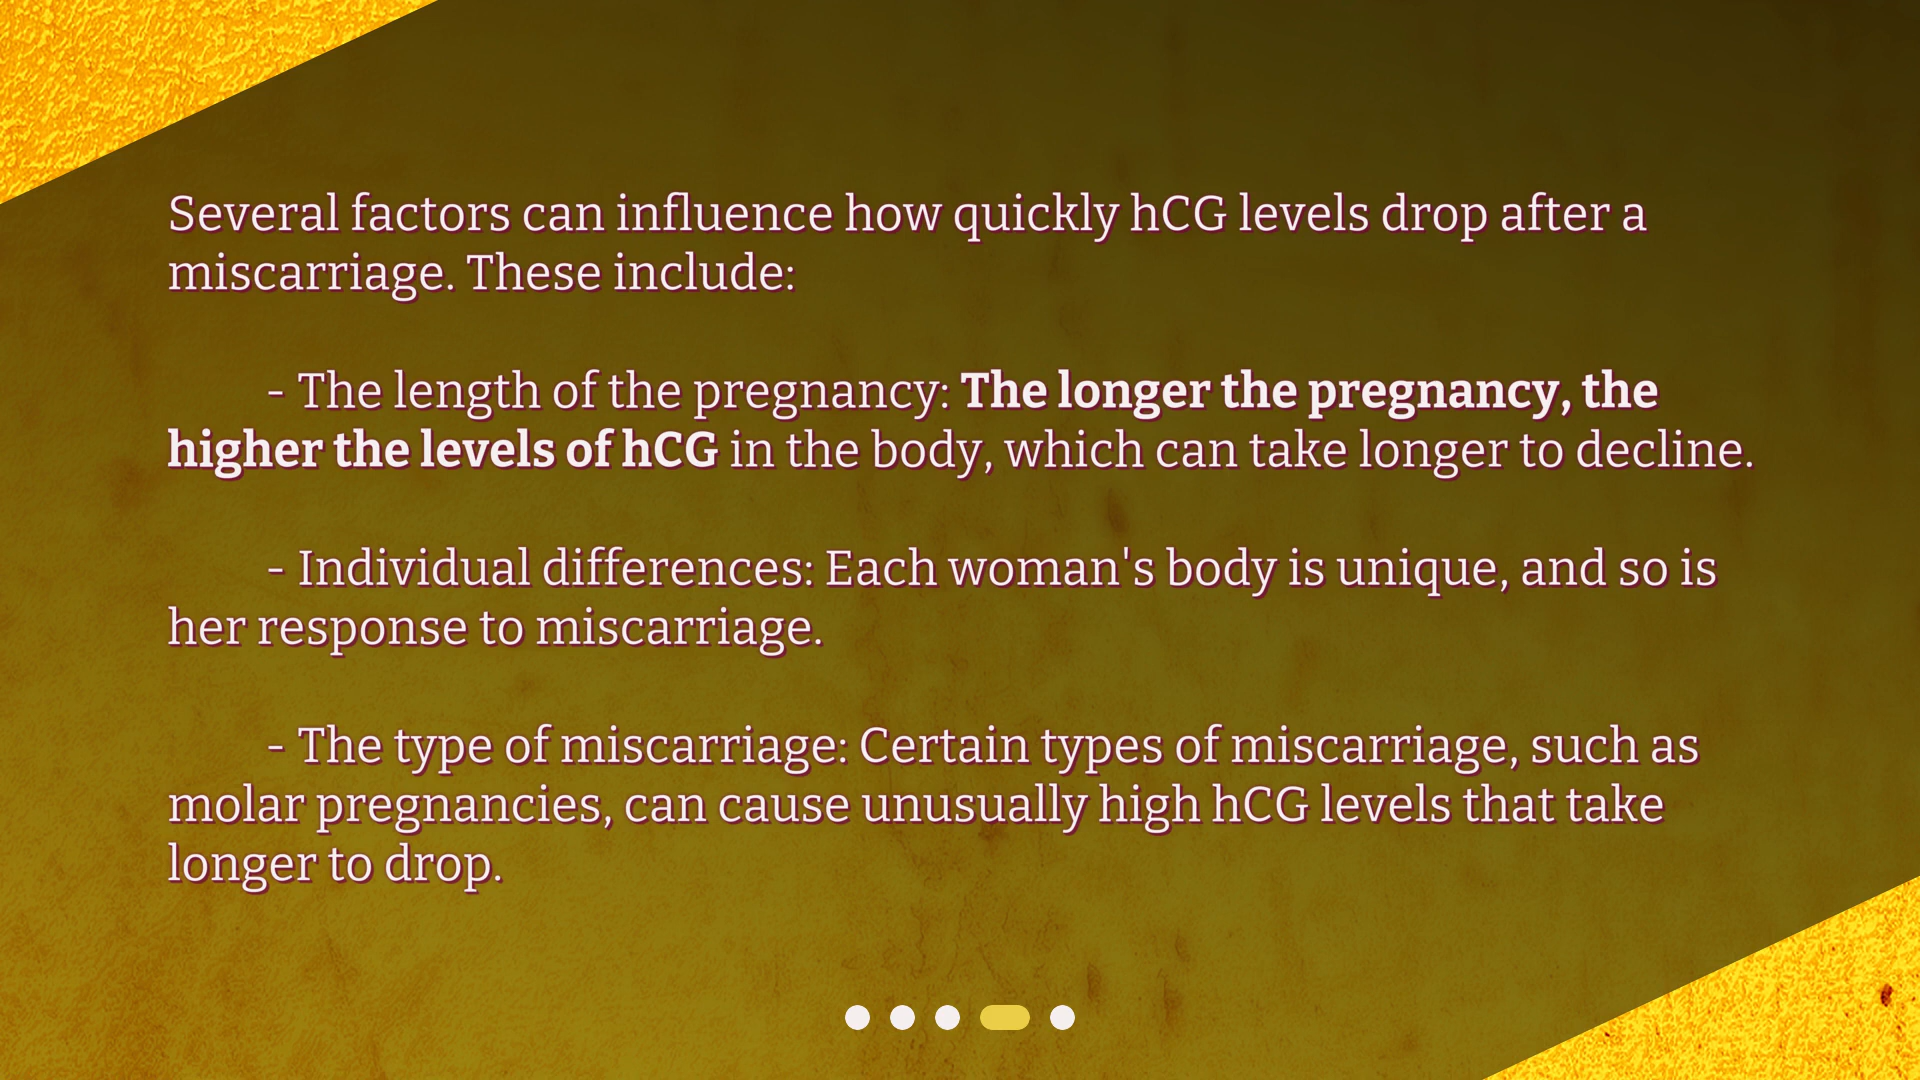 Several factors can influence how quickly hCG levels drop after a
miscarriage. These include:
- The length of the pregnancy: The longer the pregnancy, the
higher the levels of hCG in the body, which can take longer to decline.
- Individual differences: Each woman's body is unique, and so is
her response to miscarriage.
- The type of miscarriage: Certain types of miscarriage, such as
molar pregnancies, can cause unusually high hCG levels that take
longer to drop.